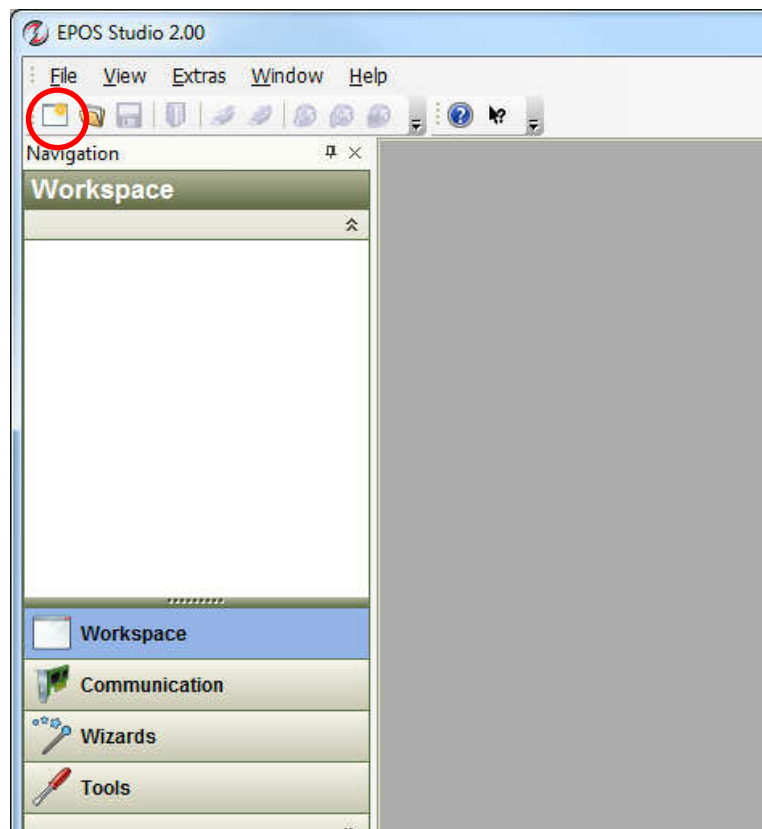 EPOS Studio 2.00
File View Extras Window Help
Navigation
Workspace
Workspace
Communication
Wizards
Tools